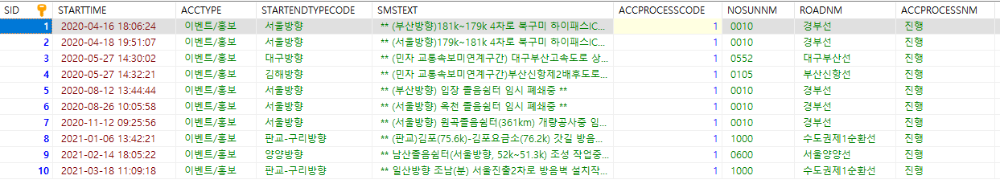 SID STARTTIME ACCTYPE STARTENDTYPECODE SMSTEXT ACCPROCESSCODE NOSUNNM ROADNM ACCPROCESSNM
1 2020-04-16 18:06:24 이벤트/홍보 서울방향 ** (부산방향)181k~179k 4차로 북구미 하이패스IC... 1 0010 경부선 진행
2 2020-04-18 19:51:07 이벤트/홍보 서울방향 ** (서울방향)179k~181k 4차로 북구미 하이패스IC... 1 0010 경부선 진행
3 2020-05-27 14:30:02 이벤트/홍보 대구방향 ** (민자 교통속보미연계구간) 대구부산고속도로 상... 1 0552 대구부산선 진행
4 2020-05-27 14:32:21 이벤트/홍보 김해방향 ** (민자 교통속보미연계구간)부산신항제2배후도로... 1 0105 부산신항선 진행
5 2020-08-12 13:44:44 이벤트/홍보 서울방향 ** (부산방향) 입장 졸음쉼터 임시 폐쇄중 ** 1 0010 경부선 진행
6 2020-08-26 10:05:58 이벤트/홍보 서울방향 ** (서울방향) 옥천 졸음쉼터 임시 폐쇄중 ** 1 0010 경부선 진행
7 2020-11-12 09:25:56 이벤트/홍보 서울방향 ** (서울방향) 원곡졸음쉼터(361km) 개량공사중 임... 1 0010 경부선 진행
8 2021-01-06 13:42:21 이벤트/홍보 판교-구리방향 ** (판교)김포(75.6k)-김포요금소(76.2k) 갓길 방음... 1 1000 수도권제1순환선 진행
9 2021-02-14 18:05:22 이벤트/홍보 양양방향 ** 남산졸음쉼터(서울방향, 52k~51.3k) 조성 작업중... 1 0600 서울양양선 진행
10 2021-03-18 11:09:18 이벤트/홍보 판교-구리방향 ** 일산방향 조남(분) 서울진출2차로 방음벽 설치작... 1 1000 수도권제1순환선 진행